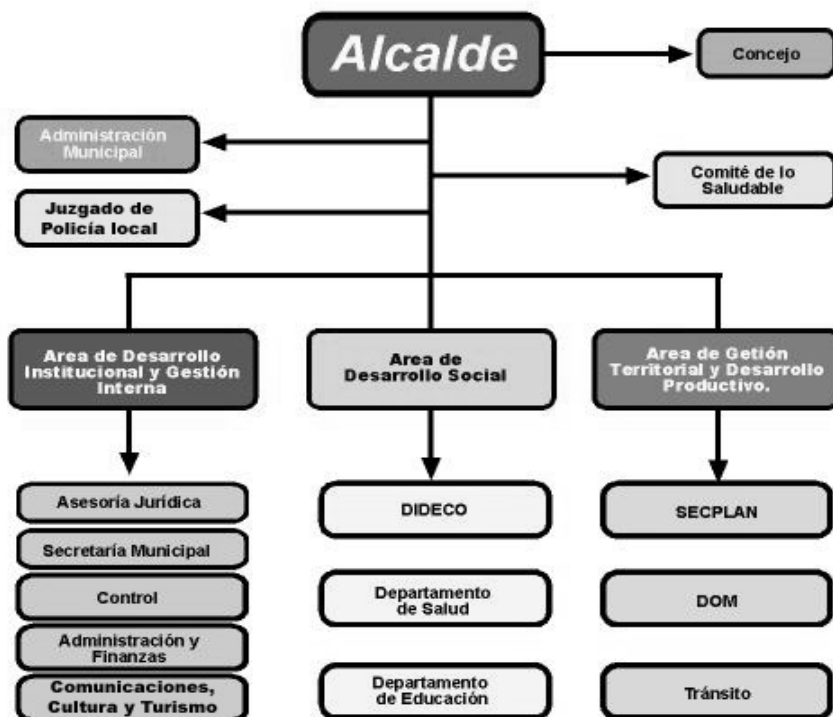 Alcalde
Concejo
Administración
Municipal
Comité de lo
Saludable
Juzgado de
Policía local
Area de Desarrollo
Institucional y Gestión
Interna
Area de
Desarrollo Social
Area de Getión
Territorial y Desarrollo
Productivo.
Asesoría Jurídica
Secretaría Municipal
Control
Administración y
Finanzas
Comunicaciones,
Cultura y Turismo
DIDECO
Departamento
de Salud
Departamento
de Educación
SECPLAN
DOM
Tránsito